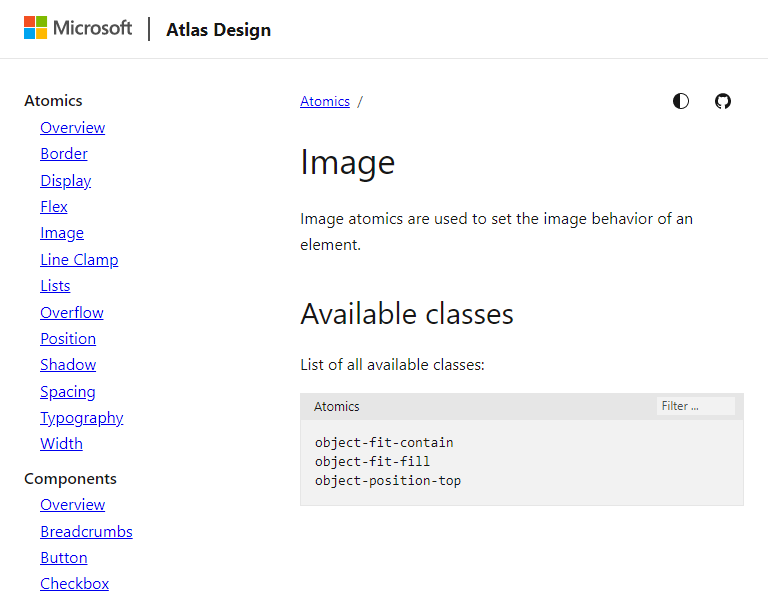 Microsoft | Atlas Design
Atomics
Overview
Border
Display
Flex
Image
Line Clamp
Lists
Overflow
Position
Shadow
Spacing
Typography
Width
Components
Overview
Breadcrumbs
Button
Checkbox
Atomics /
Image
Image atomics are used to set the image behavior of an
element.
Available classes
List of all available classes:
Atomics
Filter ...
object-fit-contain
object-fit-fill
object-position-top